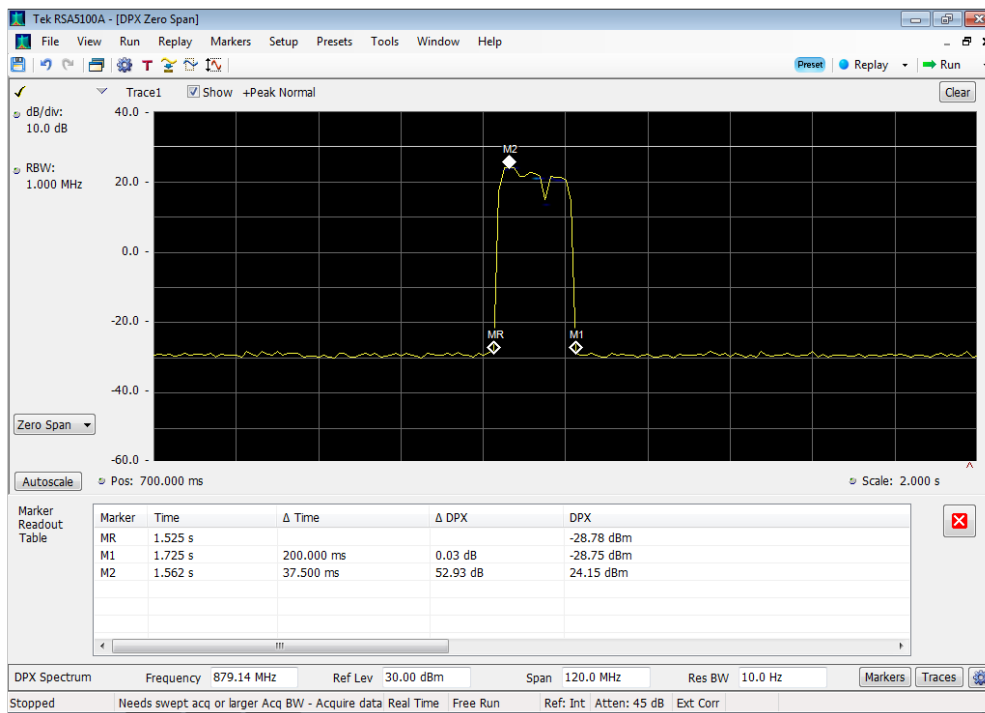 Tek RSA5100A - [DPX Zero Span]
File View Run Replay Markers Setup Presets Tools Window Help
T Preset Replay Run
Trace1 Show +Peak Normal Clear
dB/div:
10.0 dB
RBW:
1.000 MHz
40.0 -
20.0 -
0.0 -
-20.0 -
-40.0 -
-60.0 -
M2
MR
M1
Zero Span
Autoscale Pos: 700.000 ms Scale: 2.000 s
Marker
Readout
Table
Marker Time Δ Time Δ DPX DPX
MR 1.525 s -28.78 dBm
M1 1.725 s 200.000 ms 0.03 dB -28.75 dBm
M2 1.562 s 37.500 ms 52.93 dB 24.15 dBm
DPX Spectrum Frequency 879.14 MHz Ref Lev 30.00 dBm Span 120.0 MHz Res BW 10.0 Hz Markers Traces
Stopped Needs swept acq or larger Acq BW - Acquire data Real Time Free Run Ref: Int Atten: 45 dB Ext Corr